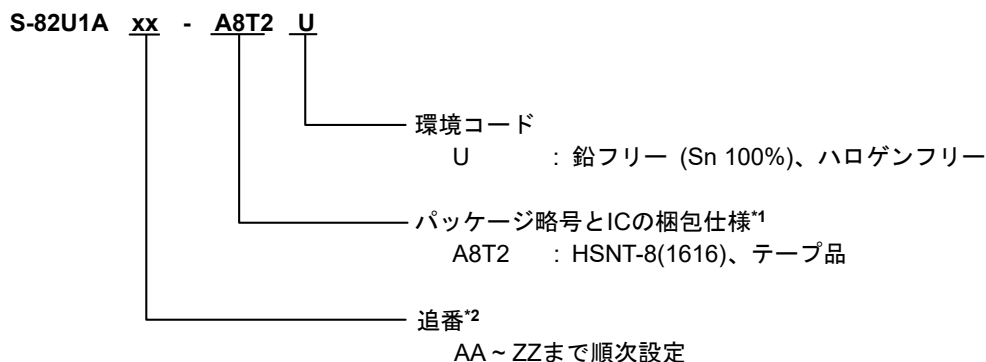 S-82U1A xx - A8T2 U
環境コード
U : 鉛フリー (Sn 100%)、ハロゲンフリー
パッケージ略号とICの梱包仕様*1
A8T2 : HSNT-8(1616)、テープ品
追番*2
AA ~ ZZまで順次設定